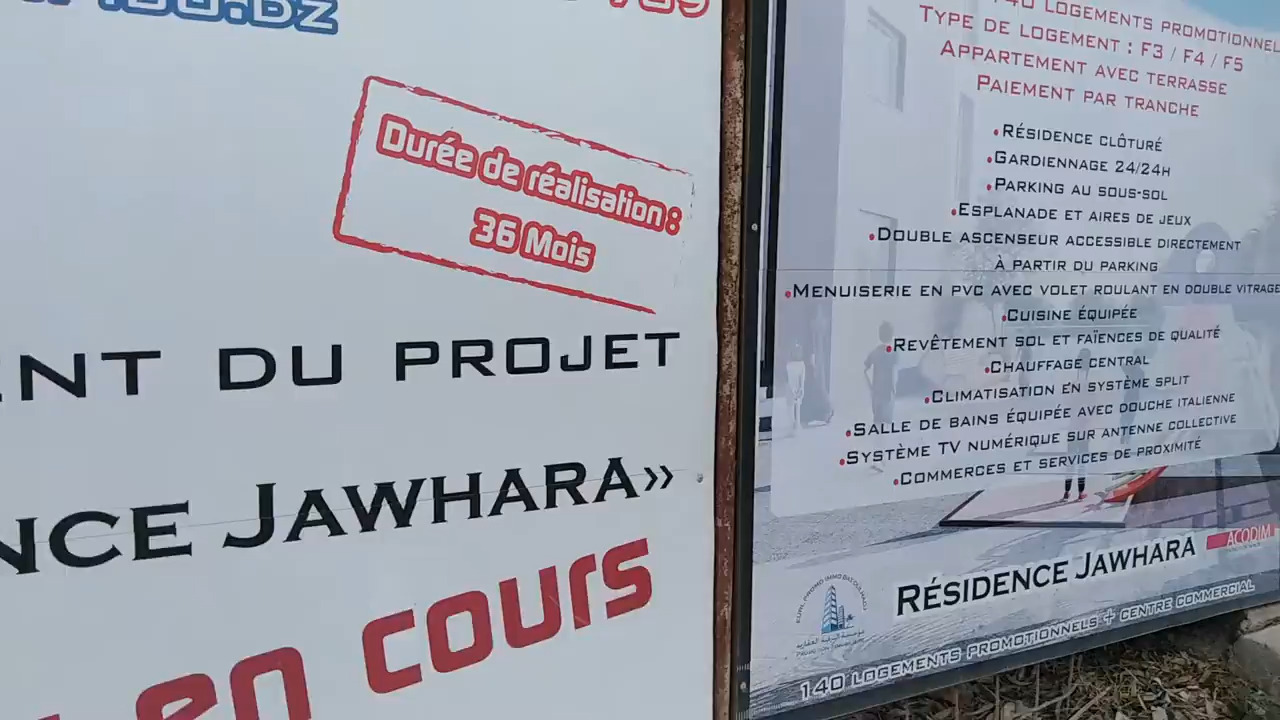 Durée de réalisation :
36 Mois
DU PROJET
JAWHARA»
en cours
140 LOGEMENTS PROMOTIONNEL
TYPE DE LOGEMENT : F3 / F4 / F5
APPARTEMENT AVEC TERRASSE
PAIEMENT PAR TRANCHE
•RÉSIDENCE CLÔTURÉ
•GARDIENNAGE 24/24H
•PARKING AU SOUS-SOL
•ESPLANADE ET AIRES DE JEUX
•DOUBLE ASCENSEUR ACCESSIBLE DIRECTEMENT
À PARTIR DU PARKING
•MENUISERIE EN PVC AVEC VOLET ROULANT EN DOUBLE VITRAGE
•CUISINE ÉQUIPÉE
•REVÊTEMENT SOL ET FAÏENCES DE QUALITÉ
•CHAUFFAGE CENTRAL
•CLIMATISATION EN SYSTÈME SPLIT
•SALLE DE BAINS ÉQUIPÉE AVEC DOUCHE ITALIENNE
•SYSTÈME TV NUMÉRIQUE SUR ANTENNE COLLECTIVE
•COMMERCES ET SERVICES DE PROXIMITÉ
ACODIM
RÉSIDENCE JAWHARA
140 LOGEMENTS PROMOTIONNELS + CENTRE COMMERCIAL